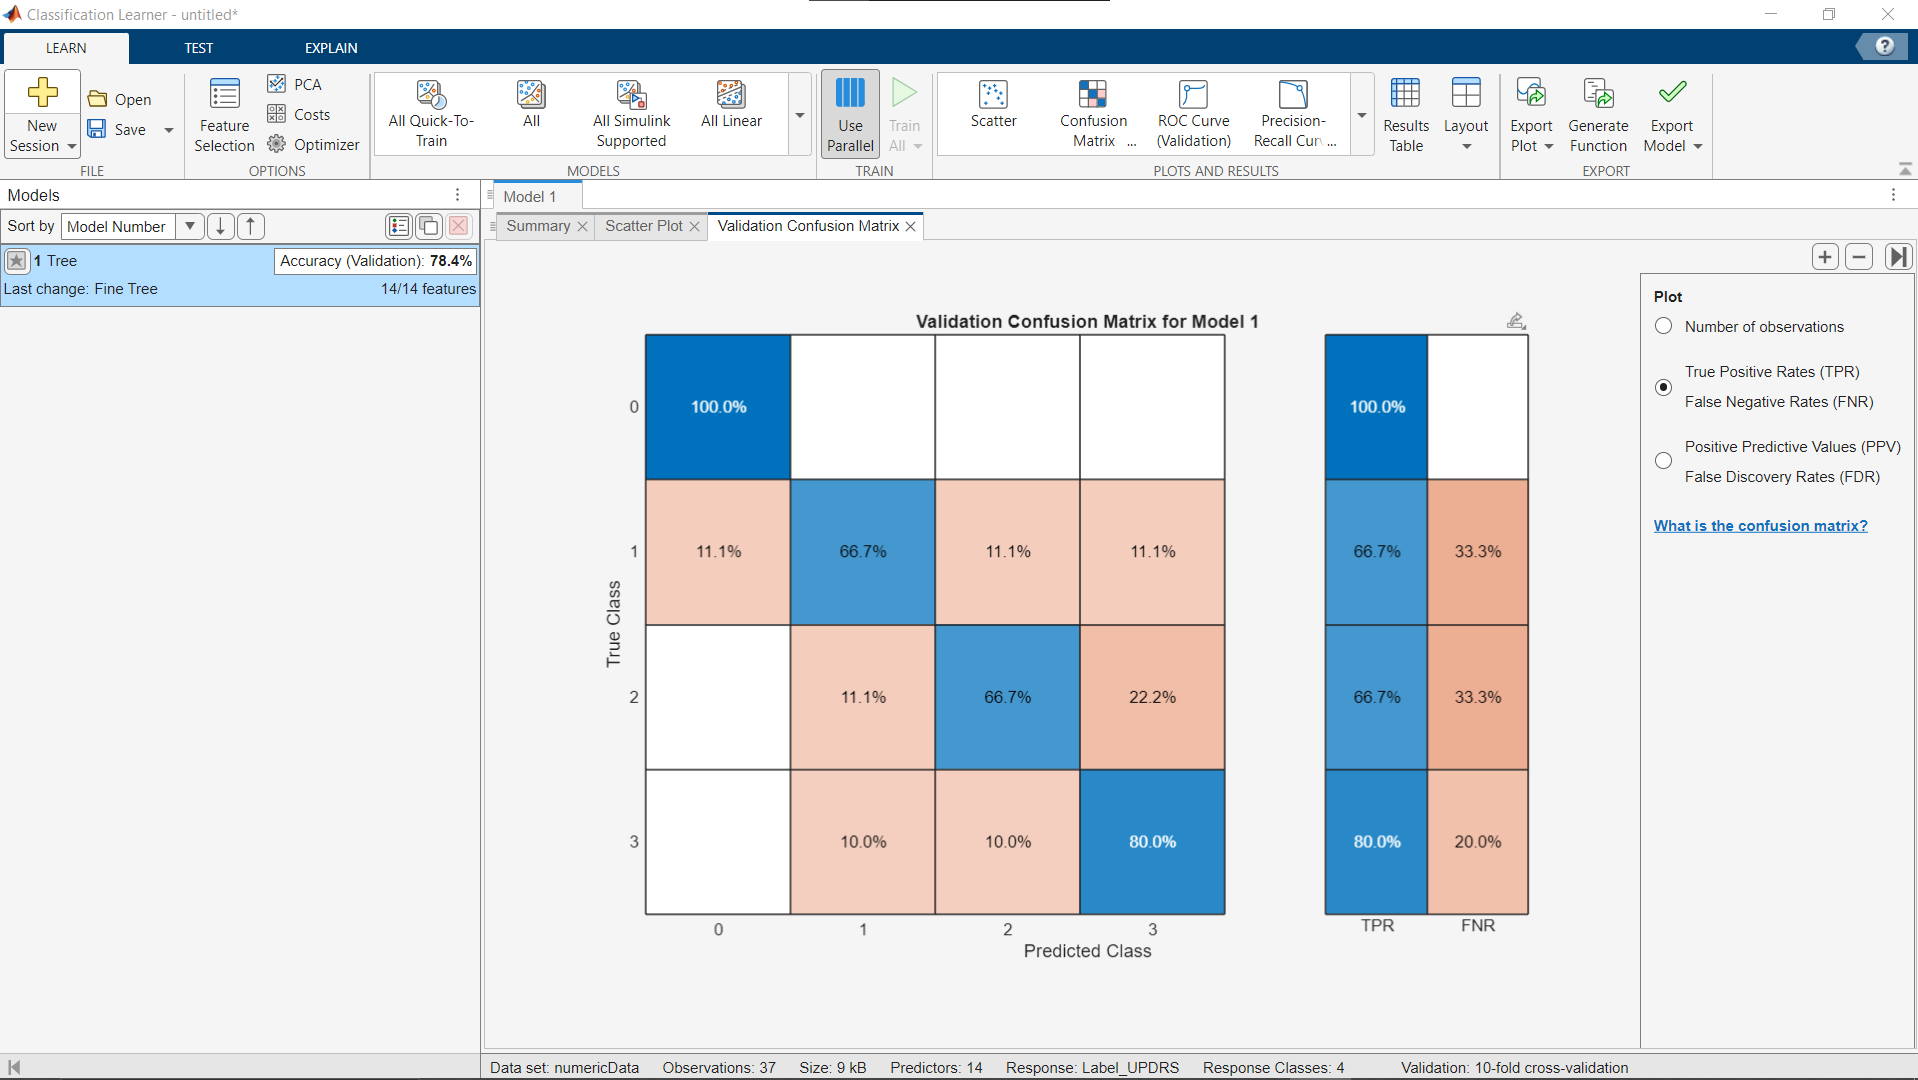 Classification Learner - untitled*
LEARN
TEST
EXPLAIN
?
New
Session
Open
Save
FILE
Feature
Selection
PCA
Costs
Optimizer
OPTIONS
All Quick-To-
Train
All
All Simulink
Supported
All Linear
MODELS
Use
Parallel
Train
All
TRAIN
Scatter
Confusion
Matrix ...
ROC Curve
(Validation)
Precision-
Recall Cur ...
PLOTS AND RESULTS
Results
Table
Layout
Export
Plot
Generate
Function
Export
Model
EXPORT
Models
Sort by Model Number
1 Tree
Accuracy (Validation): 78.4%
Last change: Fine Tree
14/14 features
Model 1
Summary
Scatter Plot
Validation Confusion Matrix
Validation Confusion Matrix for Model 1
True Class
0 100.0% 100.0%
1 11.1% 66.7% 11.1% 11.1% 66.7% 33.3%
2 11.1% 66.7% 22.2% 66.7% 33.3%
3 10.0% 10.0% 80.0% 80.0% 20.0%
0 1 2 3 TPR FNR
Predicted Class
Plot
Number of observations
True Positive Rates (TPR)
False Negative Rates (FNR)
Positive Predictive Values (PPV)
False Discovery Rates (FDR)
What is the confusion matrix?
Data set: numericData Observations: 37 Size: 9 kB Predictors: 14 Response: Label_UPDRS Response Classes: 4 Validation: 10-fold cross-validation